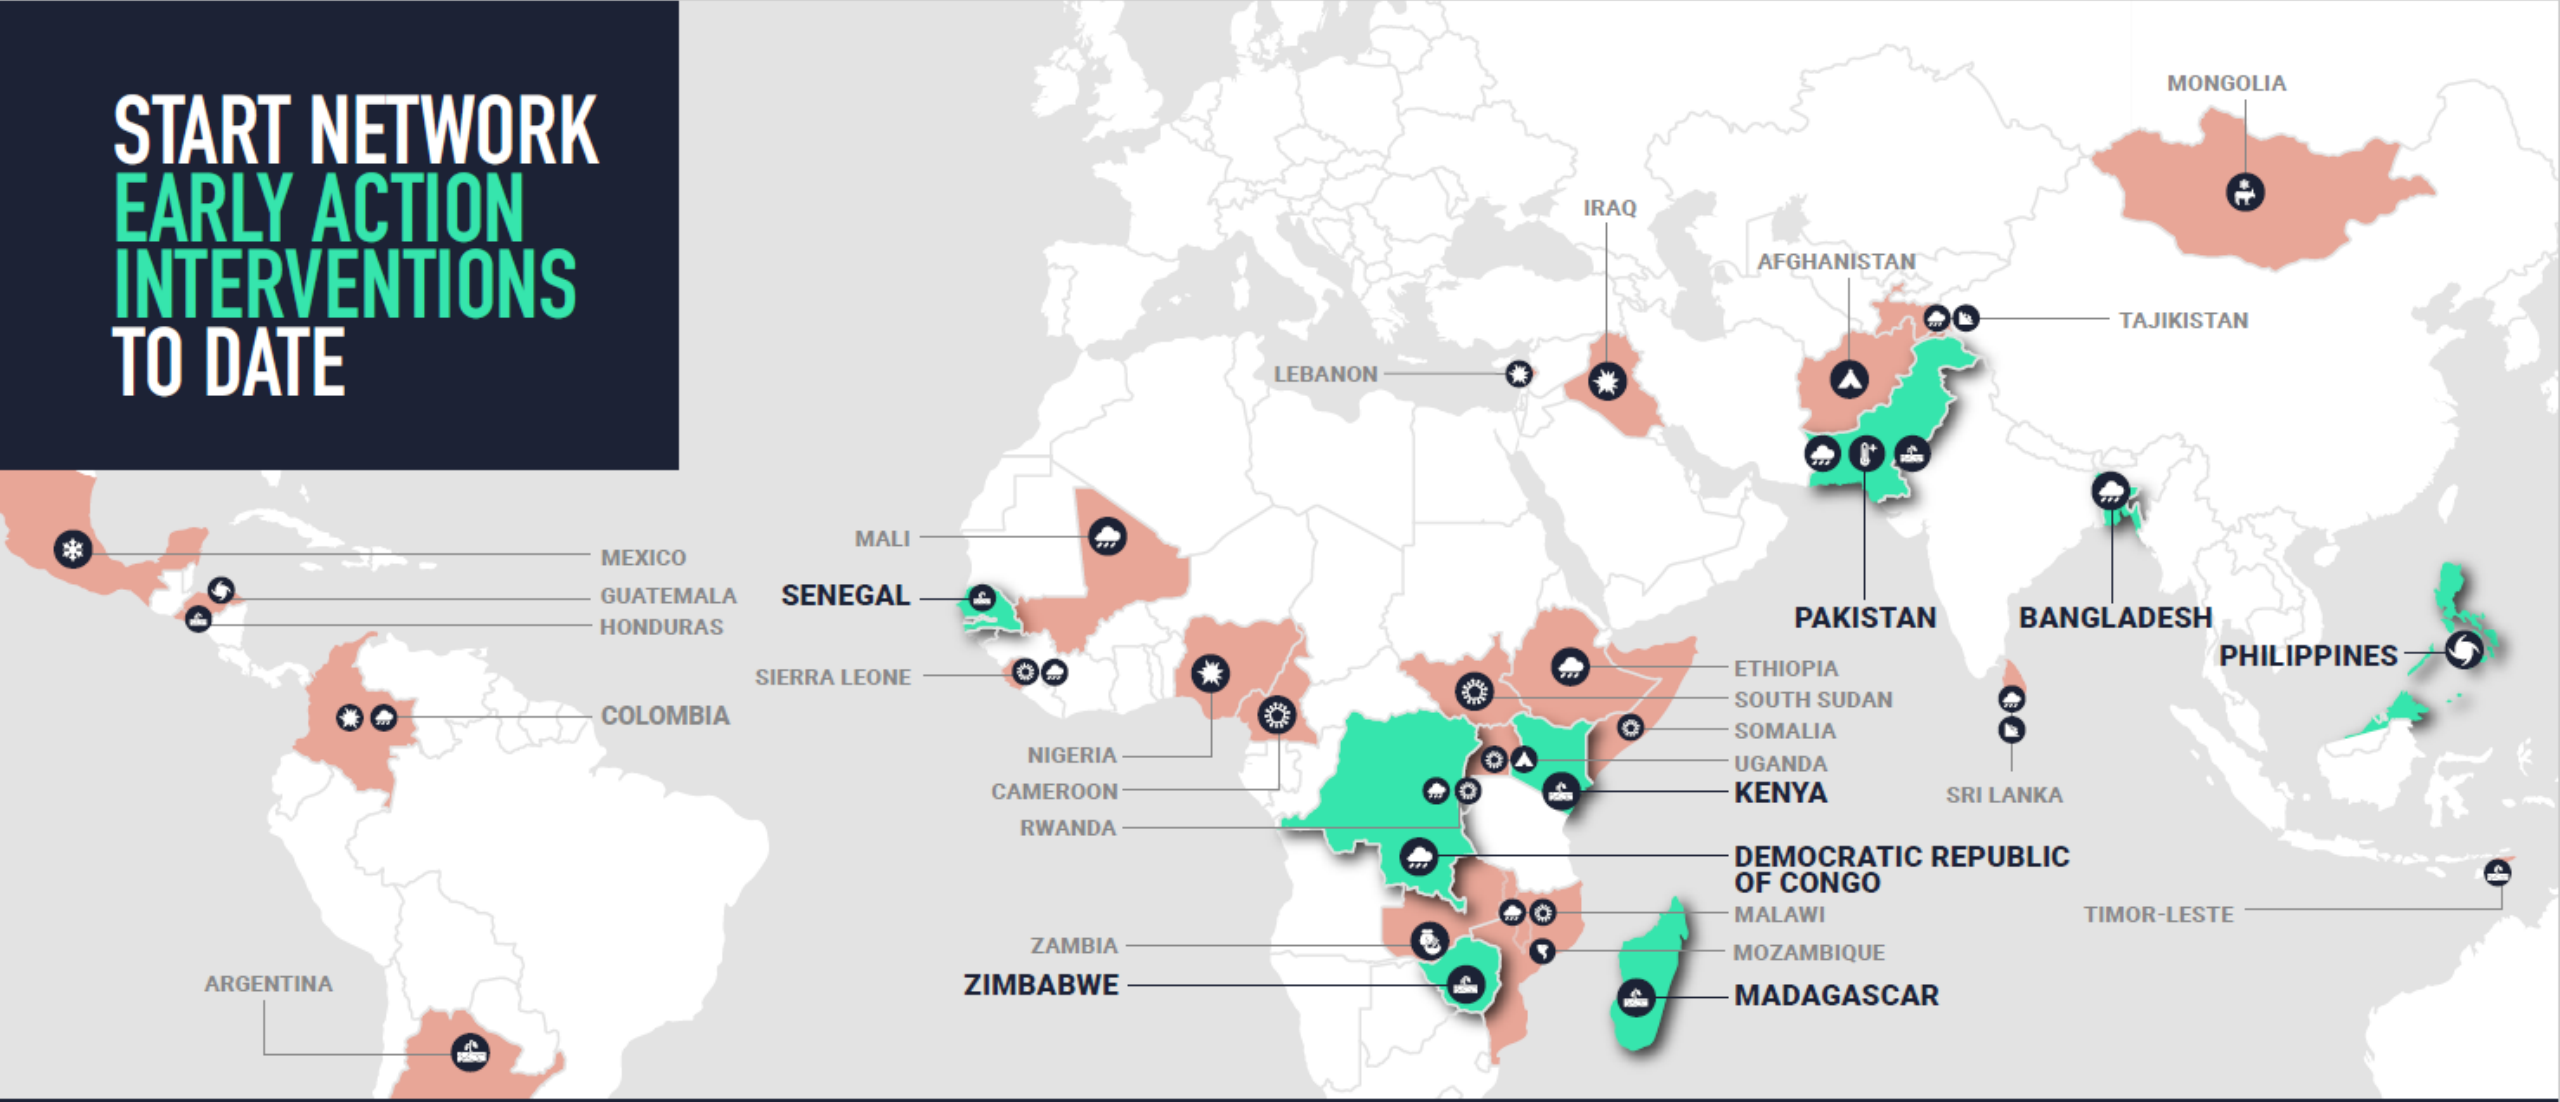 START NETWORK
EARLY ACTION
INTERVENTIONS
TO DATE
MONGOLIA
IRAQ
AFGHANISTAN
TAJIKISTAN
LEBANON
MALI
MEXICO
SENEGAL
GUATEMALA
HONDURAS
PAKISTAN
BANGLADESH
PHILIPPINES
SIERRA LEONE
ETHIOPIA
SOUTH SUDAN
COLOMBIA
SOMALIA
NIGERIA
UGANDA
CAMEROON
KENYA
SRI LANKA
RWANDA
DEMOCRATIC REPUBLIC
OF CONGO
MALAWI
TIMOR-LESTE
ZAMBIA
MOZAMBIQUE
ZIMBABWE
MADAGASCAR
ARGENTINA